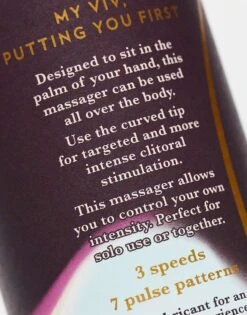 MY VIV,
PUTTING YOU FIRST
Designed to sit in the
palm of your hand, this
massager can be used
all over the body.
Use the curved tip
for targeted and more
intense clitoral
stimulation.
This massager allows
you to control your own
intensity. Perfect for
solo use or together.
3 speeds
7 pulse patterns
for an